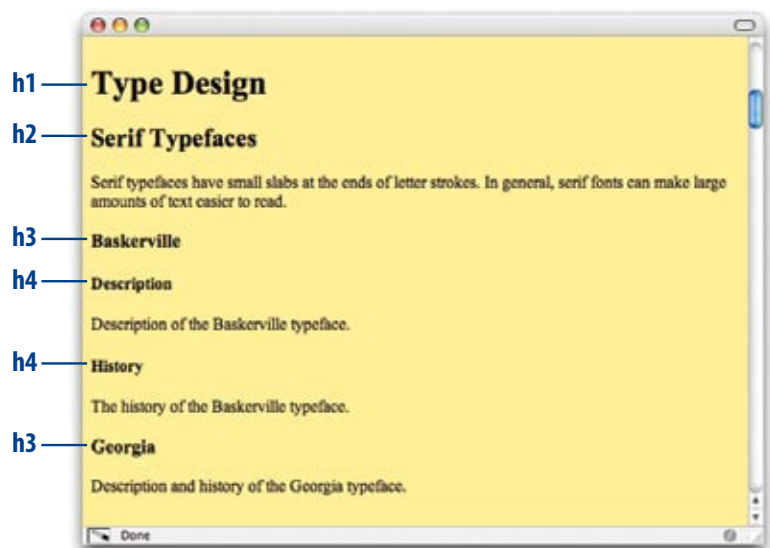 h1 Type Design
h2 Serif Typefaces
Serif typefaces have small slabs at the ends of letter strokes. In general, serif fonts can make large
amounts of text easier to read.
h3 Baskerville
h4 Description
Description of the Baskerville typeface.
h4 History
The history of the Baskerville typeface.
h3 Georgia
Description and history of the Georgia typeface.
Done